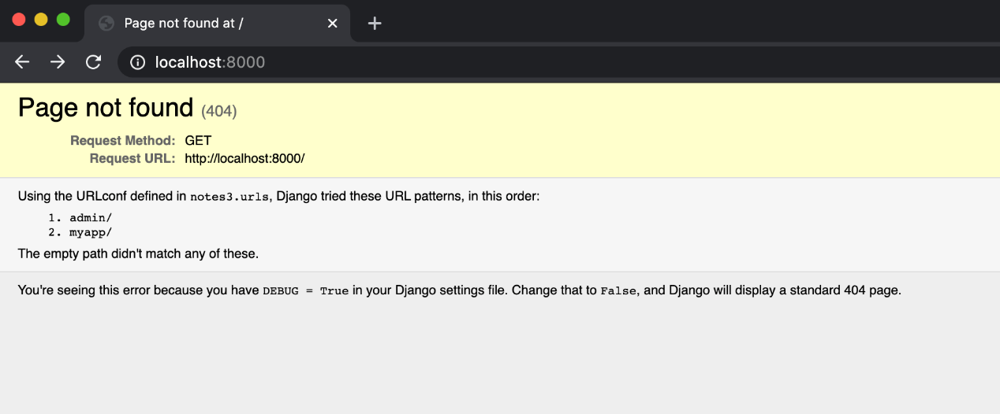 Page not found at /
localhost:8000
Page not found (404)
Request Method: GET
Request URL: http://localhost:8000/
Using the URLconf defined in notes3.urls, Django tried these URL patterns, in this order:
1. admin/
2. myapp/
The empty path didn't match any of these.
You're seeing this error because you have DEBUG = True in your Django settings file. Change that to False, and Django will display a standard 404 page.